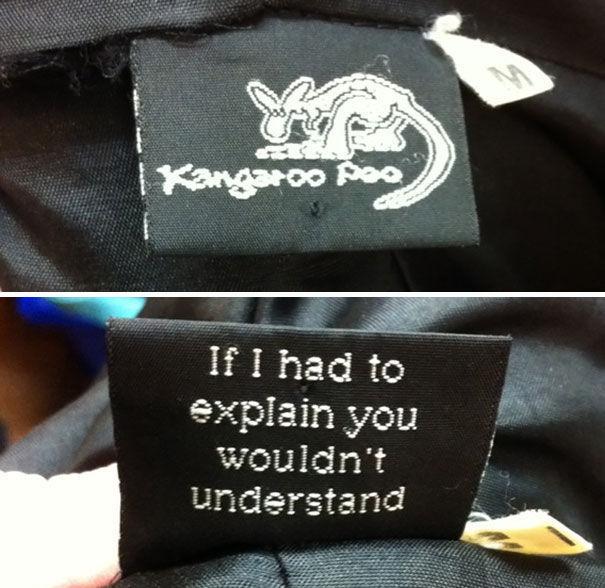 M
Kangaroo Poo
If I had to
explain you
wouldn't
understand